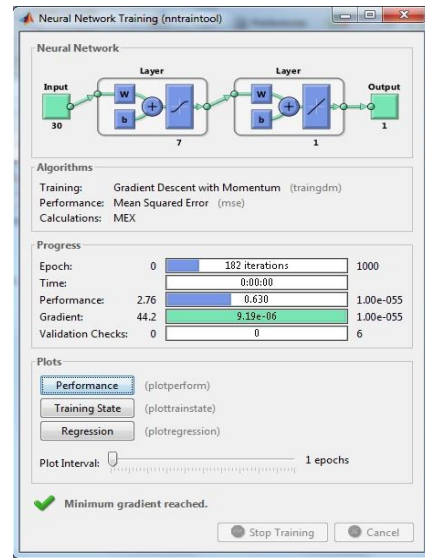 Neural Network Training (nntraintool)
Neural Network
Layer Layer
Input Output
W W
b b
30 7 1 1
Algorithms
Training: Gradient Descent with Momentum (traingdm)
Performance: Mean Squared Error (mse)
Calculations: MEX
Progress
Epoch: 0 182 iterations 1000
Time: 0:00:00
Performance: 2.76 0.630 1.00e-055
Gradient: 44.2 9.19e-06 1.00e-055
Validation Checks: 0 0 6
Plots
Performance (plotperform)
Training State (plottrainstate)
Regression (plotregression)
Plot Interval: 1 epochs
Minimum gradient reached.
Stop Training Cancel